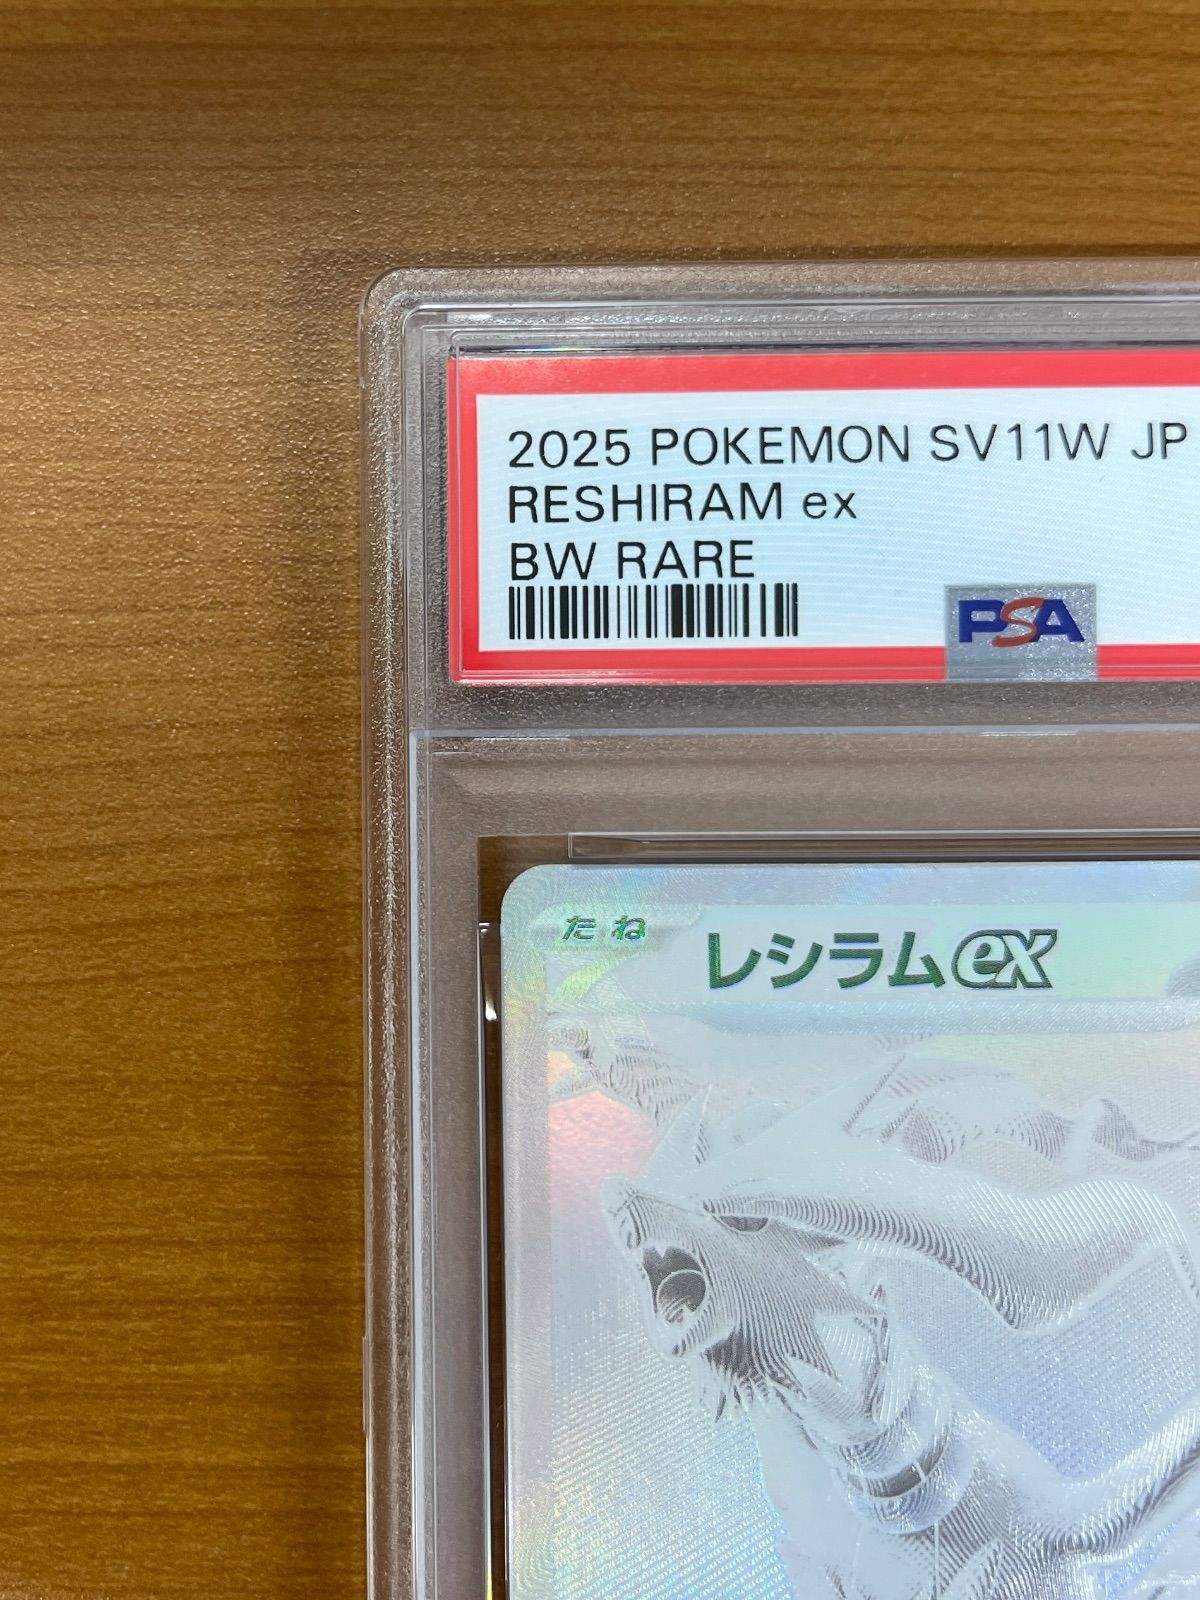 2025 POKEMON SV11W JP
RESHIRAM ex
BW RARE
PSA
たね
レシラムex